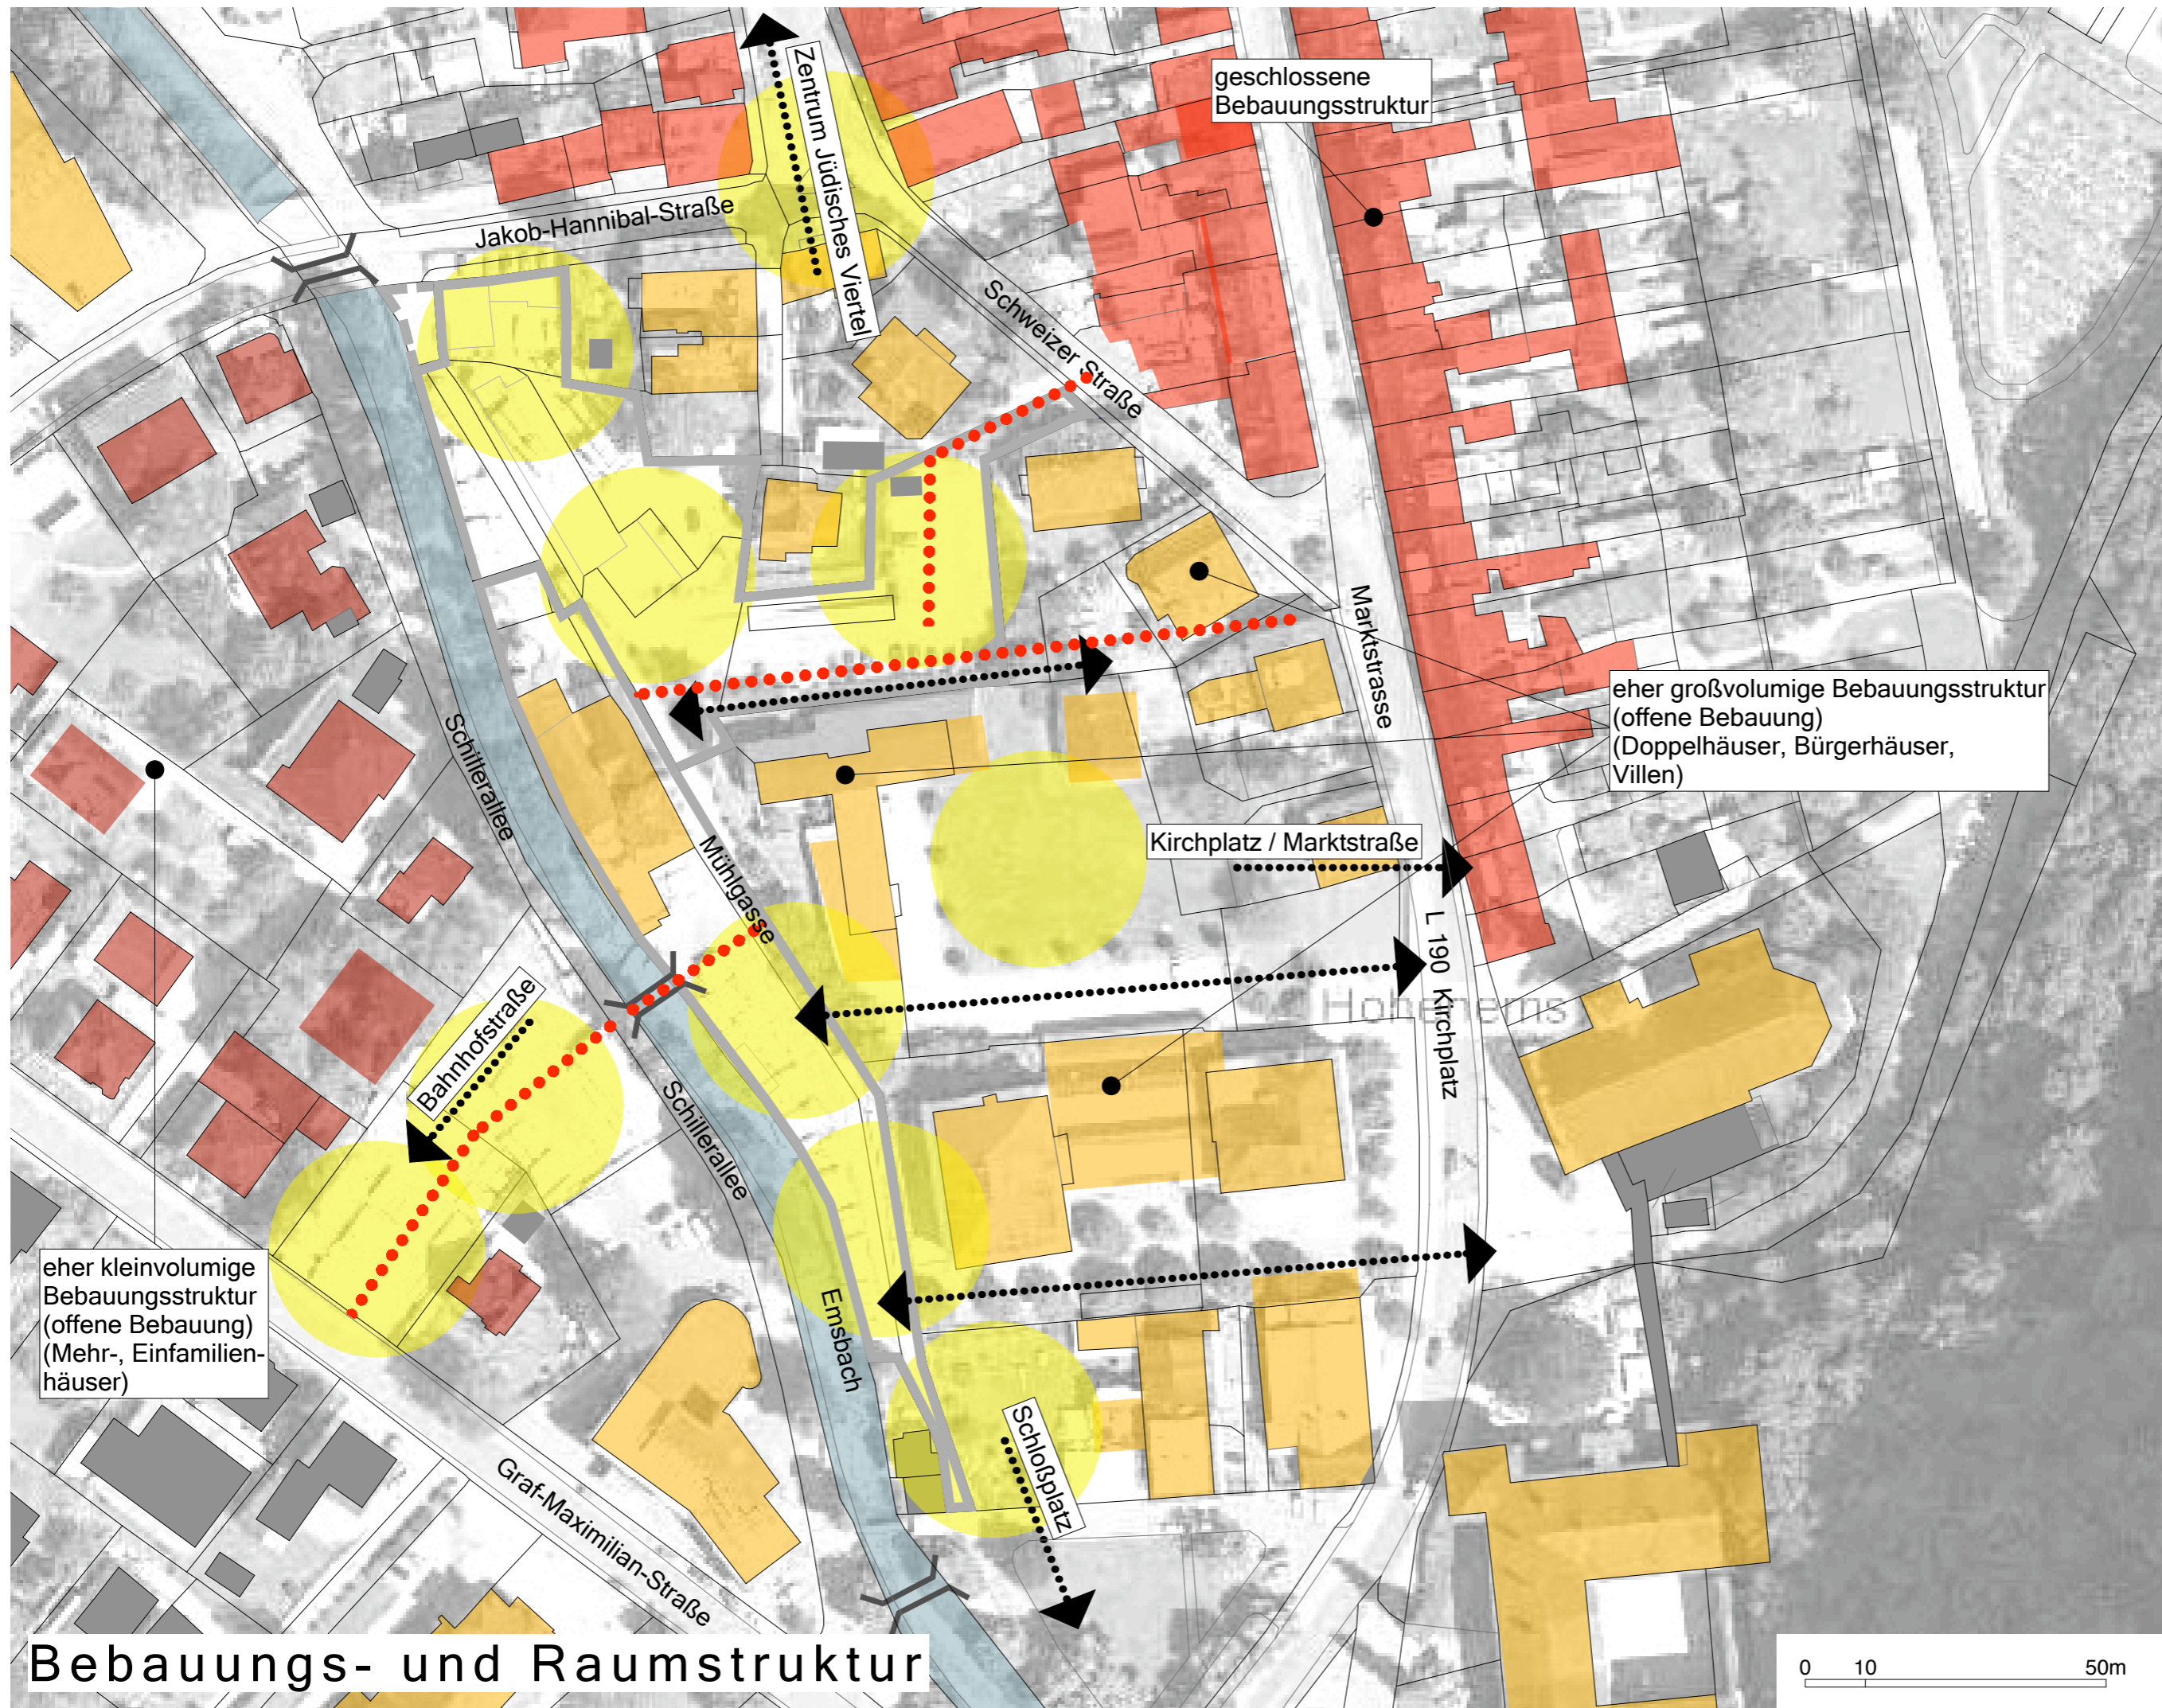 Zentrum Jüdisches Viertel
geschlossene
Bebauungsstruktur
Jakob-Hannibal-Straße
Schweizer Straße
Marktstrasse
eher großvolumige Bebauungsstruktur
(offene Bebauung)
(Doppelhäuser, Bürgerhäuser,
Villen)
Schillerallee
Mühlgasse
Kirchplatz / Marktstraße
L 190 Kirchplatz
Hohenems
Bahnhofstraße
Schillerallee
eher kleinvolumige
Bebauungsstruktur
(offene Bebauung)
(Mehr-, Einfamilien-
häuser)
Emsbach
Schloßplatz
Graf-Maximilian-Straße
Bebauungs- und Raumstruktur
0 10 50m